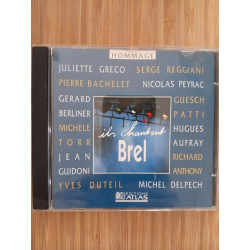 HOMMAGE
JULIETTE GRECO SERGE REGGIANI
PIERRE BACHELET NICOLAS PEYRAC
GERARD GUESCH
BERLINER PATTI
MICHELE HUGUES
TORR AUFRAY
JEAN RICHARD
GUIDONI ANTHONY
ils chantent
Brel
YVES DUTEIL MICHEL DELPECH
EDITIONS
ATLAS